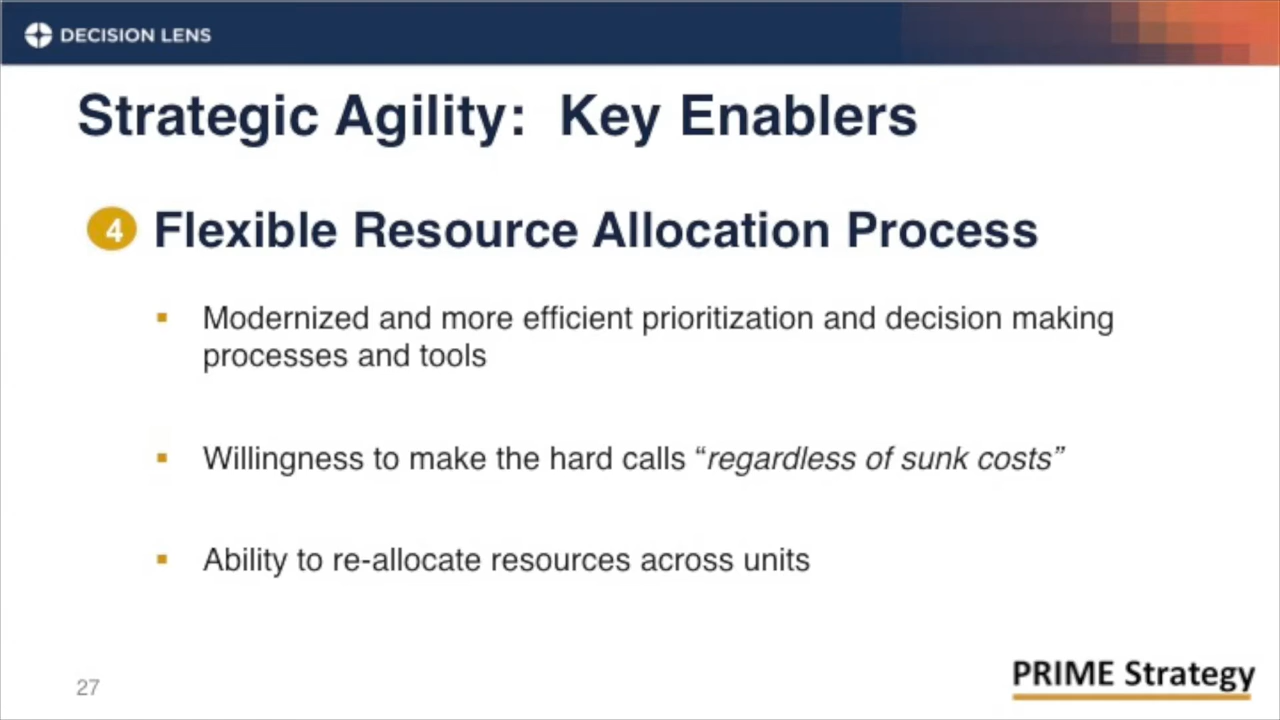 DECISION LENS
Strategic Agility:  Key Enablers
4 Flexible Resource Allocation Process
▪ Modernized and more efficient prioritization and decision making
processes and tools
▪ Willingness to make the hard calls “regardless of sunk costs”
▪ Ability to re-allocate resources across units
27
PRIME Strategy